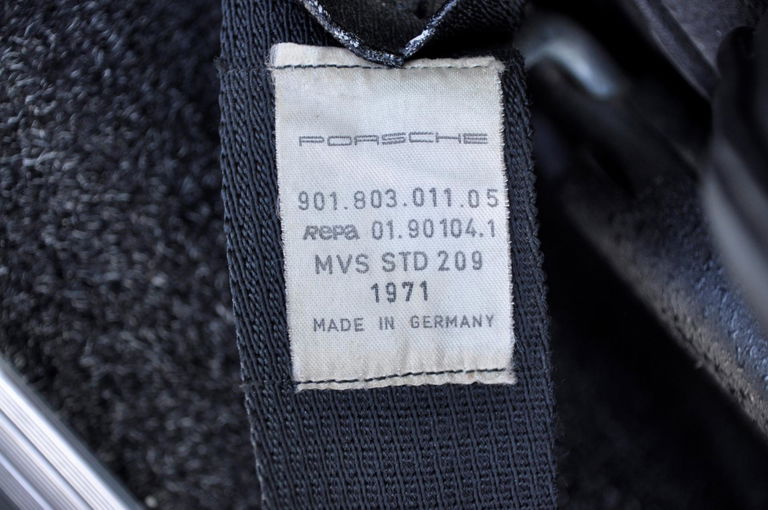 PORSCHE
901.803.011.05
Repa 01.90104.1
MVS STD 209
1971
MADE IN GERMANY